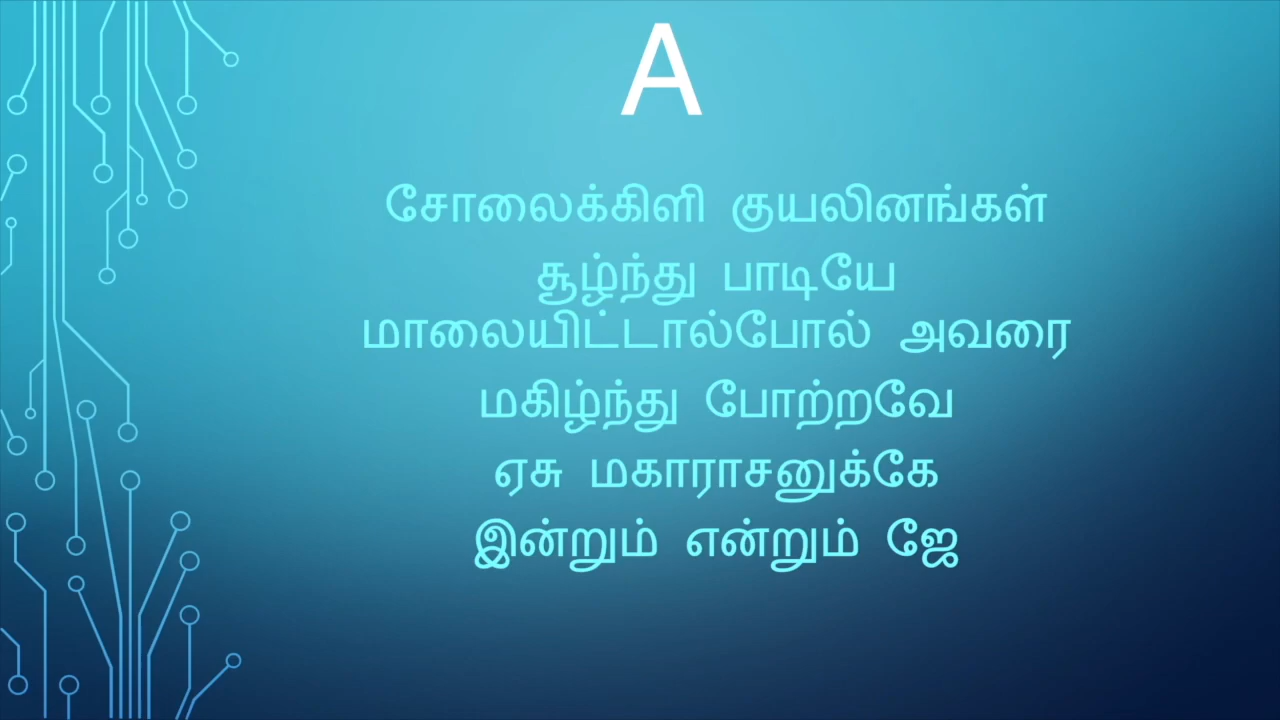 A
சோலைக்கிளி குயலினங்கள்
சூழ்ந்து பாடியே
மாலையிட்டால்போல் அவரை
மகிழ்ந்து போற்றவே
ஏசு மகாராசனுக்கே
இன்றும் என்றும் ஜே